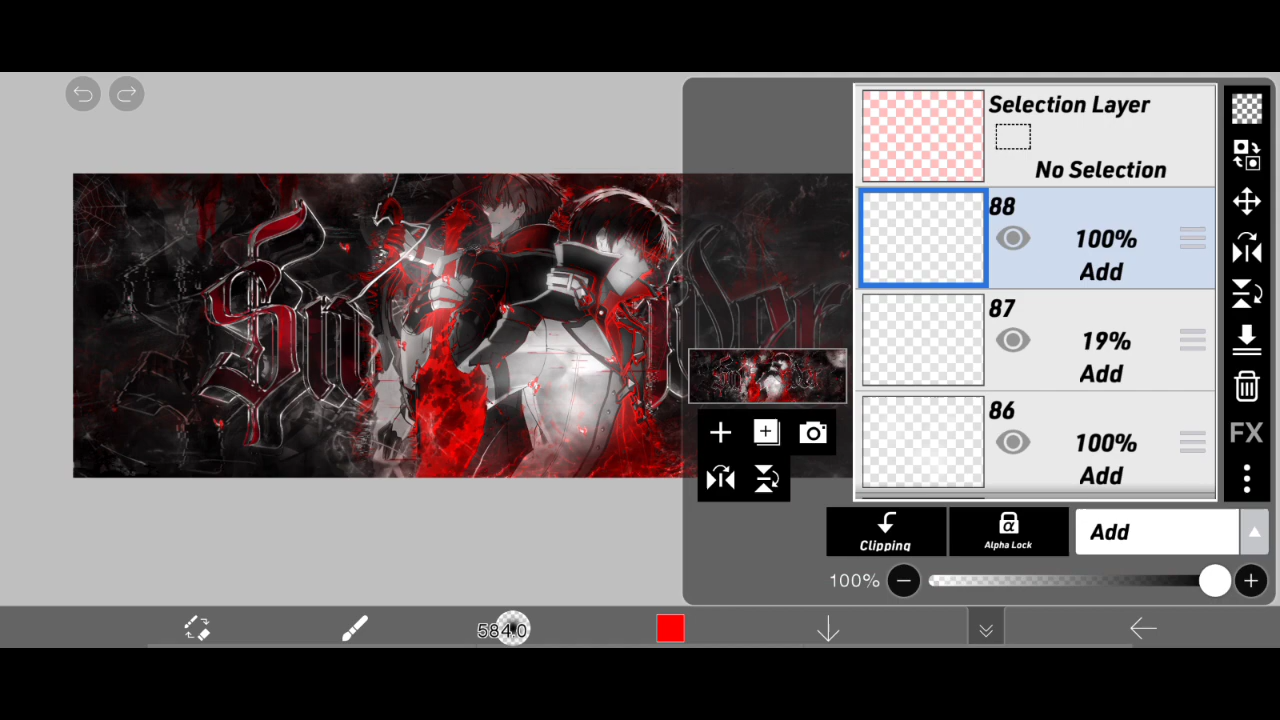 Selection Layer
No Selection
88
100%
Add
87
19%
Add
86
100%
Add
FX
Clipping
α
Alpha Lock
Add
100%
584.0